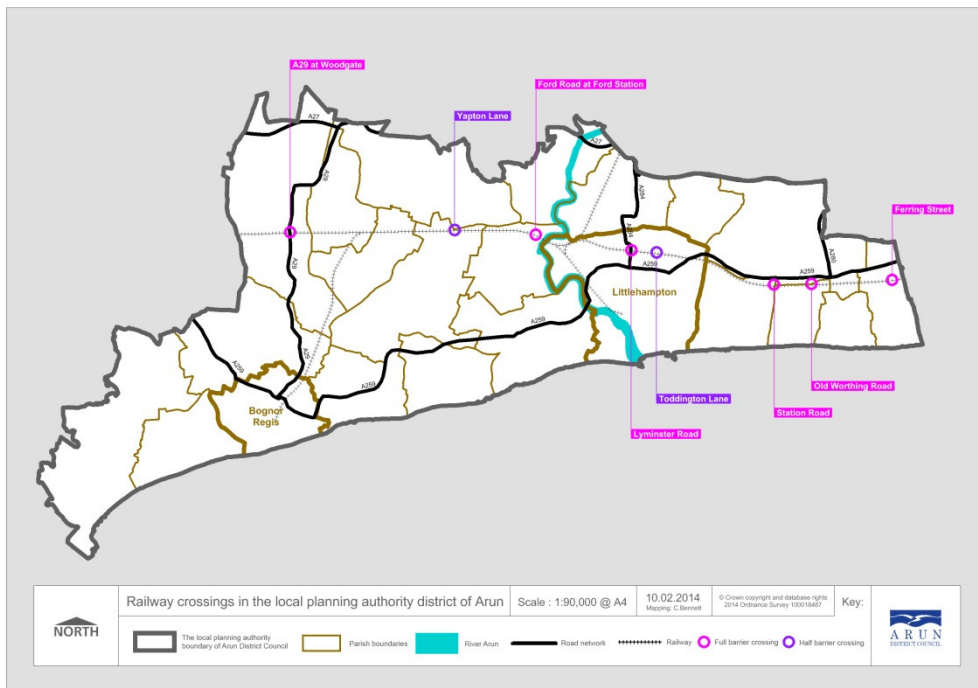 A29 at Woodgate
Ford Road at Ford Station
Yapton Lane
A27
A27
A29
A284
A284
Ferring Street
A29
A280
A259
A259
Littlehampton
A259
A29
A259
A259
Bognor
Regis
Toddington Lane
Old Worthing Road
Station Road
Lyminster Road
Railway crossings in the local planning authority district of Arun
Scale : 1:90,000 @ A4
10.02.2014
Mapping: C.Bennett
© Crown copyright and database rights
2014 Ordnance Survey 100018487
Key:
NORTH
The local planning authority
boundary of Arun District Council
Parish boundaries
River Arun
Road network
Railway
Full barrier crossing
Half barrier crossing
ARUN
DISTRICT COUNCIL